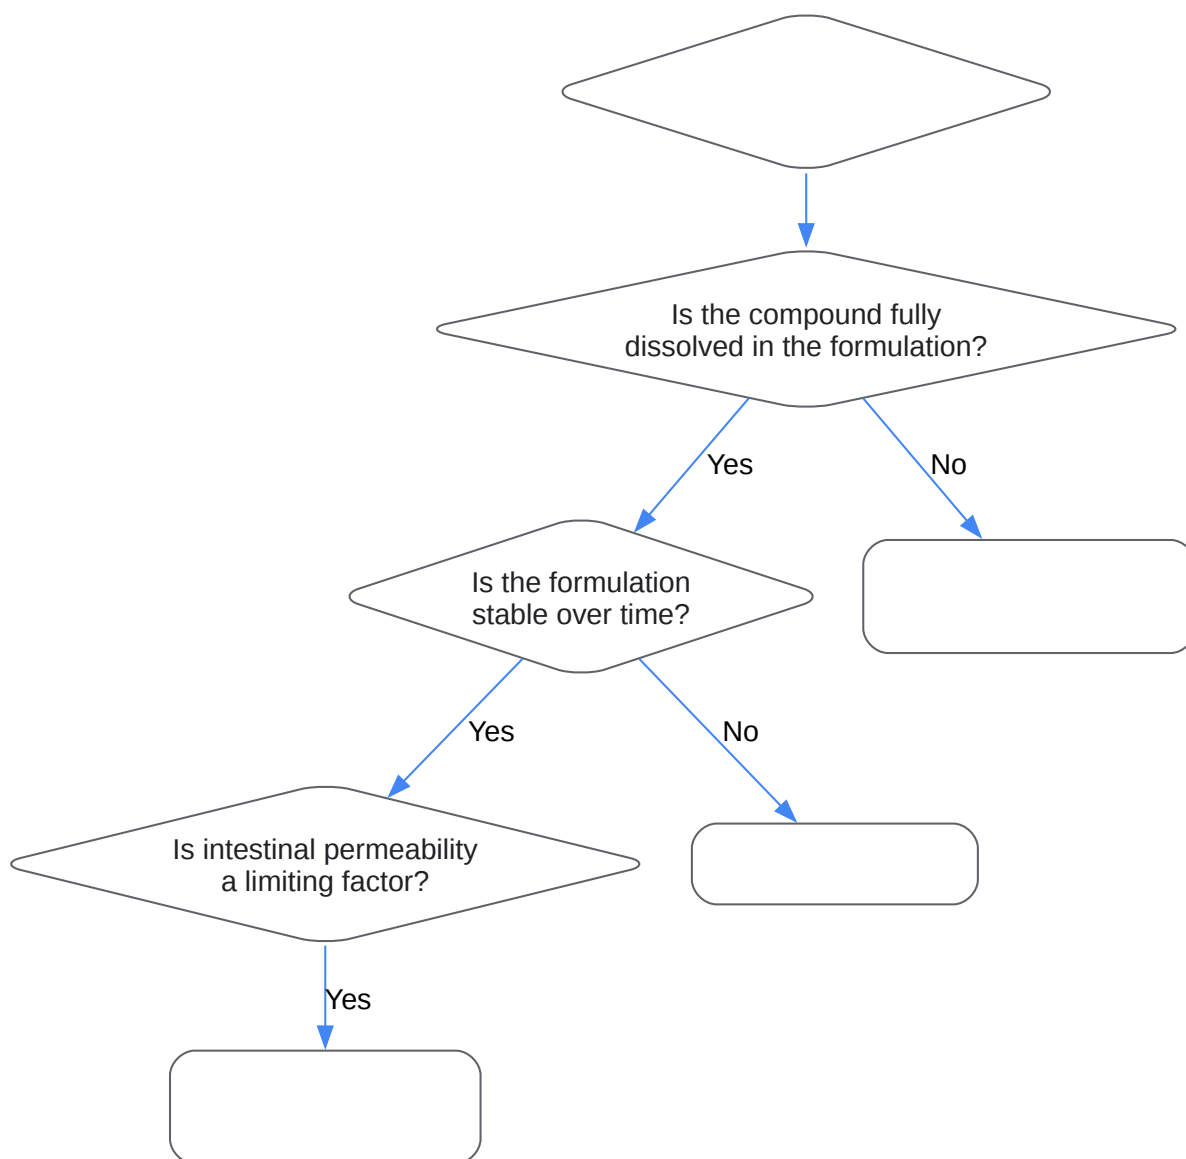 Is the compound fully
dissolved in the formulation?
Yes
No
Is the formulation
stable over time?
Yes
No
Is intestinal permeability
a limiting factor?
Yes